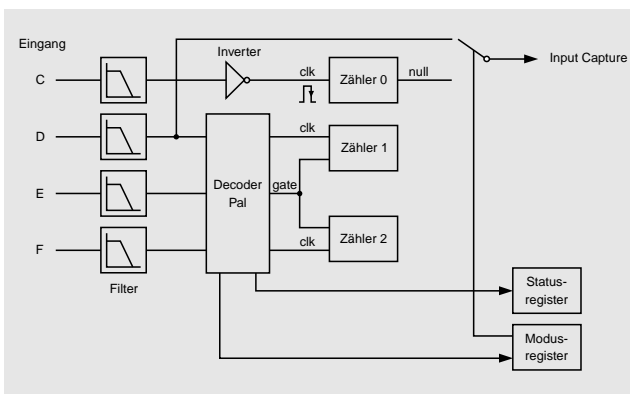 Eingang
Inverter
Input Capture
C
clk
Zähler 0
null
D
clk
Zähler 1
Decoder
Pal
E
gate
F
clk
Zähler 2
Filter
Status-
register
Modus-
register